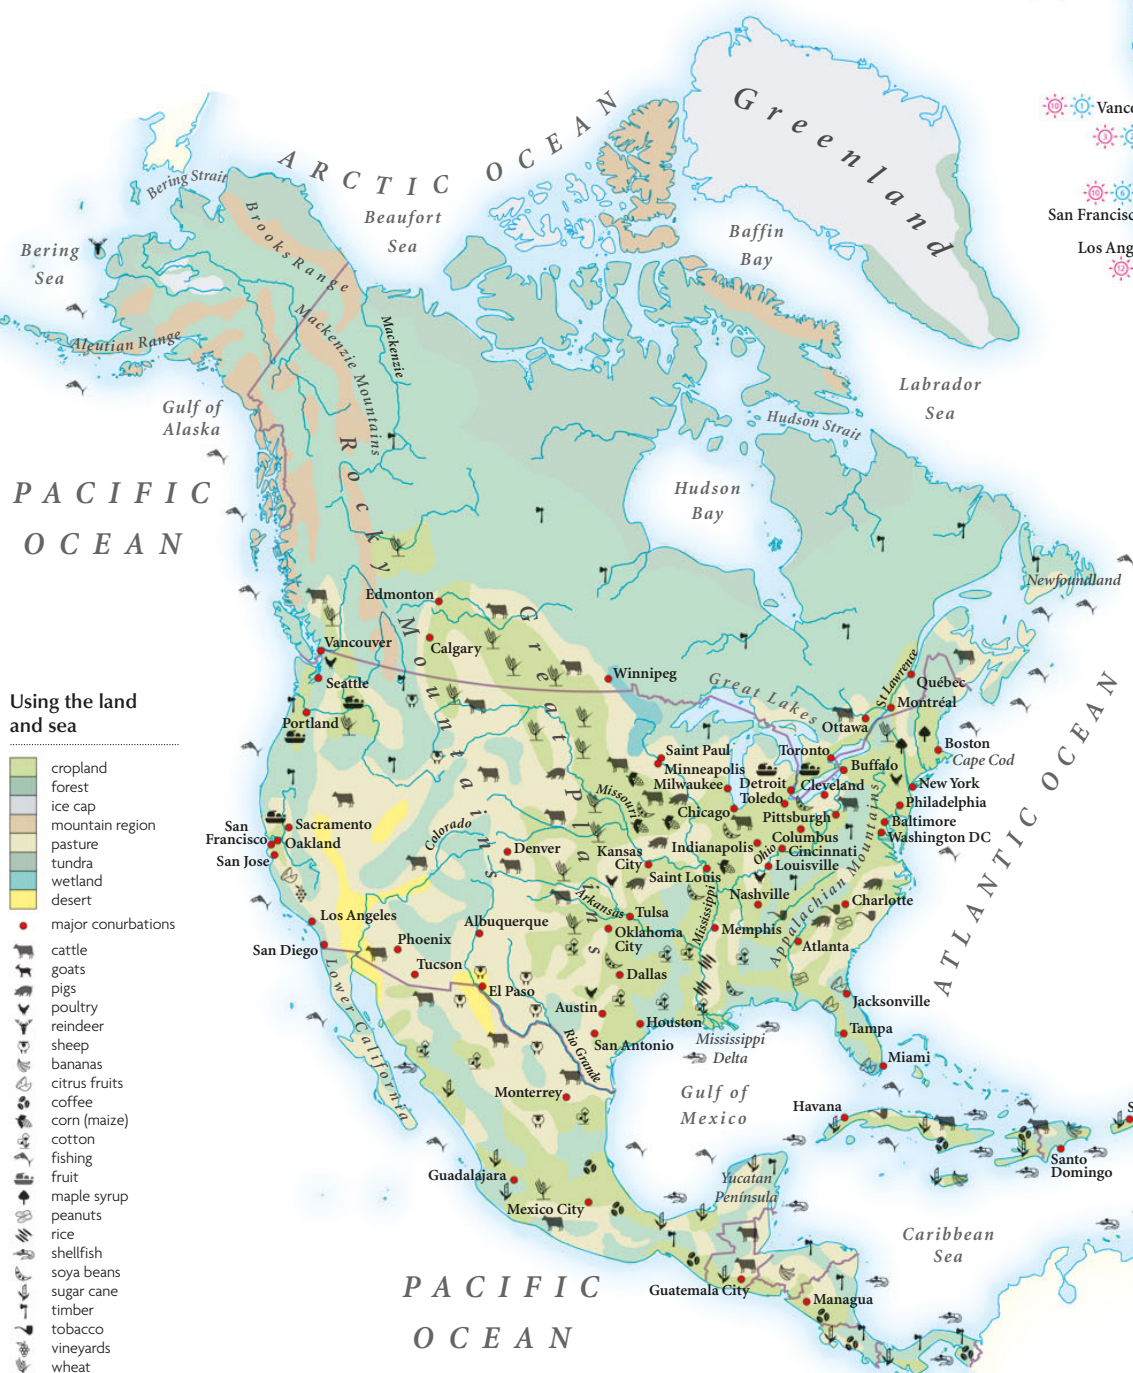 Greenland
ARCTIC OCEAN
Bering Strait
Beaufort
Sea
Brooks Range
Baffin
Bay
Bering
Sea
10
1
3
10
6
12
Mackenzie Mountains
Mackenzie
Aleutian Range
Labrador
Sea
Gulf of
Alaska
Hudson Strait
Rocky Mountains
PACIFIC
OCEAN
Hudson
Bay
Newfoundland
Edmonton
Great Plains
Vancouver
Calgary
Winnipeg
Seattle
Great Lakes
St Lawrence
Québec
Montréal
Portland
Ottawa
Boston
Cape Cod
Saint Paul
Minneapolis
Toronto
Buffalo
Milwaukee
Detroit
Cleveland
New York
Toledo
Missouri
Philadelphia
Chicago
Pittsburgh
Baltimore
Washington DC
San
Francisco
Sacramento
Oakland
San Jose
Colorado
Denver
Kansas
City
Columbus
Indianapolis
Ohio
Cincinnati
Louisville
Saint Louis
Appalachian Mountains
Nashville
Charlotte
Los Angeles
Albuquerque
Arkansas
Tulsa
Oklahoma
City
Mississippi
Memphis
Atlanta
San Diego
Phoenix
Tucson
Dallas
El Paso
ATLANTIC OCEAN
Lower California
Austin
Houston
Jacksonville
San Antonio
Rio Grande
Mississippi
Delta
Tampa
Miami
Monterrey
Gulf of
Mexico
Havana
Guadalajara
Mexico City
Yucatan
Peninsula
Santo
Domingo
Caribbean
Sea
PACIFIC
OCEAN
Guatemala City
Managua
Using the land
and sea
cropland
forest
ice cap
mountain region
pasture
tundra
wetland
desert
major conurbations
cattle
goats
pigs
poultry
reindeer
sheep
bananas
citrus fruits
coffee
corn (maize)
cotton
fishing
fruit
maple syrup
peanuts
rice
shellfish
soya beans
sugar cane
timber
tobacco
vineyards
wheat